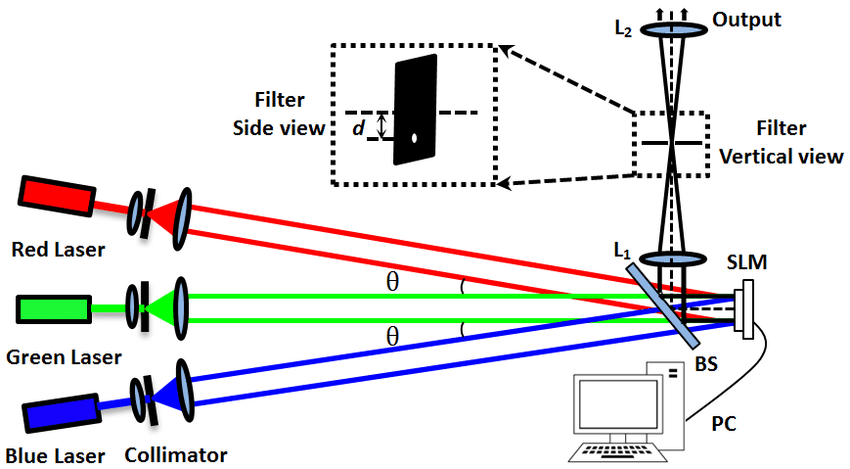 L₂
Output
Filter
Side view
d
Filter
Vertical view
Red Laser
L₁
SLM
θ
Green Laser
θ
BS
PC
Blue Laser
Collimator